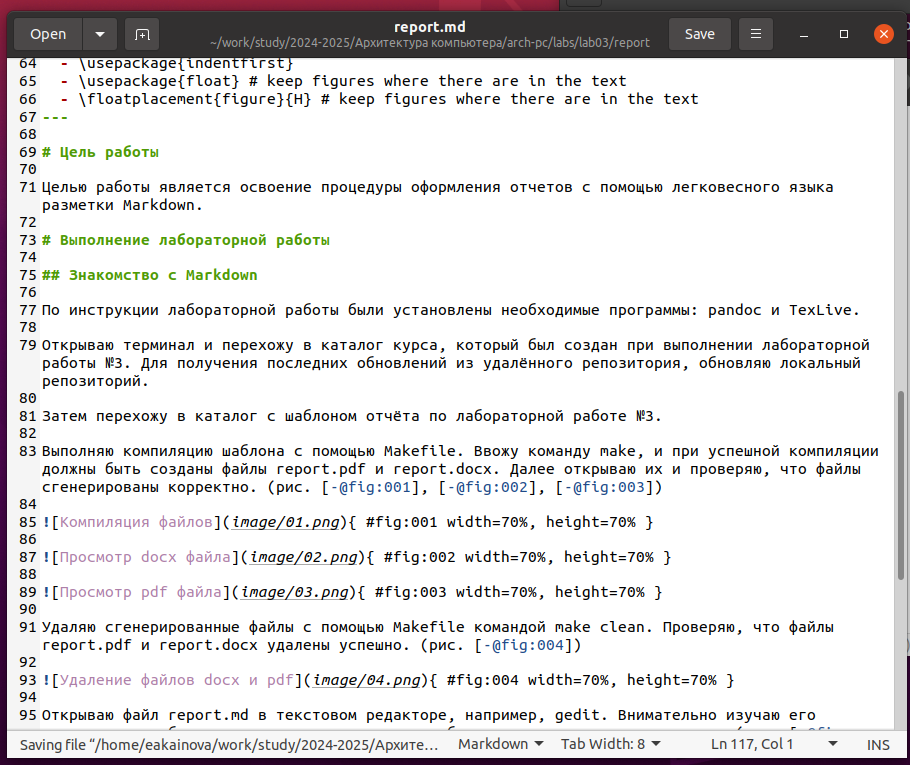 Open
report.md
~/work/study/2024-2025/Архитектура компьютера/arch-pc/labs/lab03/report
Save
64 - \usepackage{indentfirst}
65 - \usepackage{float} # keep figures where there are in the text
66 - \floatplacement{figure}{H} # keep figures where there are in the text
67 ---
68
69 # Цель работы
70
71 Целью работы является освоение процедуры оформления отчетов с помощью легковесного языка
разметки Markdown.
72
73 # Выполнение лабораторной работы
74
75 ## Знакомство с Markdown
76
77 По инструкции лабораторной работы были установлены необходимые программы: pandoc и TexLive.
78
79 Открываю терминал и перехожу в каталог курса, который был создан при выполнении лабораторной
работы №3. Для получения последних обновлений из удалённого репозитория, обновляю локальный
репозиторий.
80
81 Затем перехожу в каталог с шаблоном отчёта по лабораторной работе №3.
82
83 Выполняю компиляцию шаблона с помощью Makefile. Ввожу команду make, и при успешной компиляции
должны быть созданы файлы report.pdf и report.docx. Далее открываю их и проверяю, что файлы
сгенерированы корректно. (рис. [-@fig:001], [-@fig:002], [-@fig:003])
84
85 ![Компиляция файлов](image/01.png){ #fig:001 width=70%, height=70% }
86
87 ![Просмотр docx файла](image/02.png){ #fig:002 width=70%, height=70% }
88
89 ![Просмотр pdf файла](image/03.png){ #fig:003 width=70%, height=70% }
90
91 Удаляю сгенерированные файлы с помощью Makefile командой make clean. Проверяю, что файлы
report.pdf и report.docx удалены успешно. (рис. [-@fig:004])
92
93 ![Удаление файлов docx и pdf](image/04.png){ #fig:004 width=70%, height=70% }
94
95 Открываю файл report.md в текстовом редакторе, например, gedit. Внимательно изучаю его
Saving file “/home/eakainova/work/study/2024-2025/Архите…
Markdown
Tab Width: 8
Ln 117, Col 1
INS